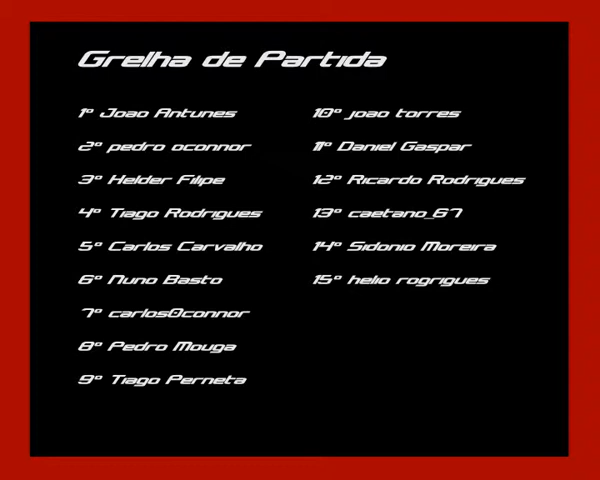 Grelha de Partida
1º Joao Antunes
2º pedro oconnor
3º Helder Filipe
4º Tiago Rodrigues
5º Carlos Carvalho
6º Nuno Basto
7º carlosOconnor
8º Pedro Mouga
9º Tiago Perneta
10º joao torres
11º Daniel Gaspar
12º Ricardo Rodrigues
13º caetano_67
14º Sidonio Moreira
15º helio rogrigues